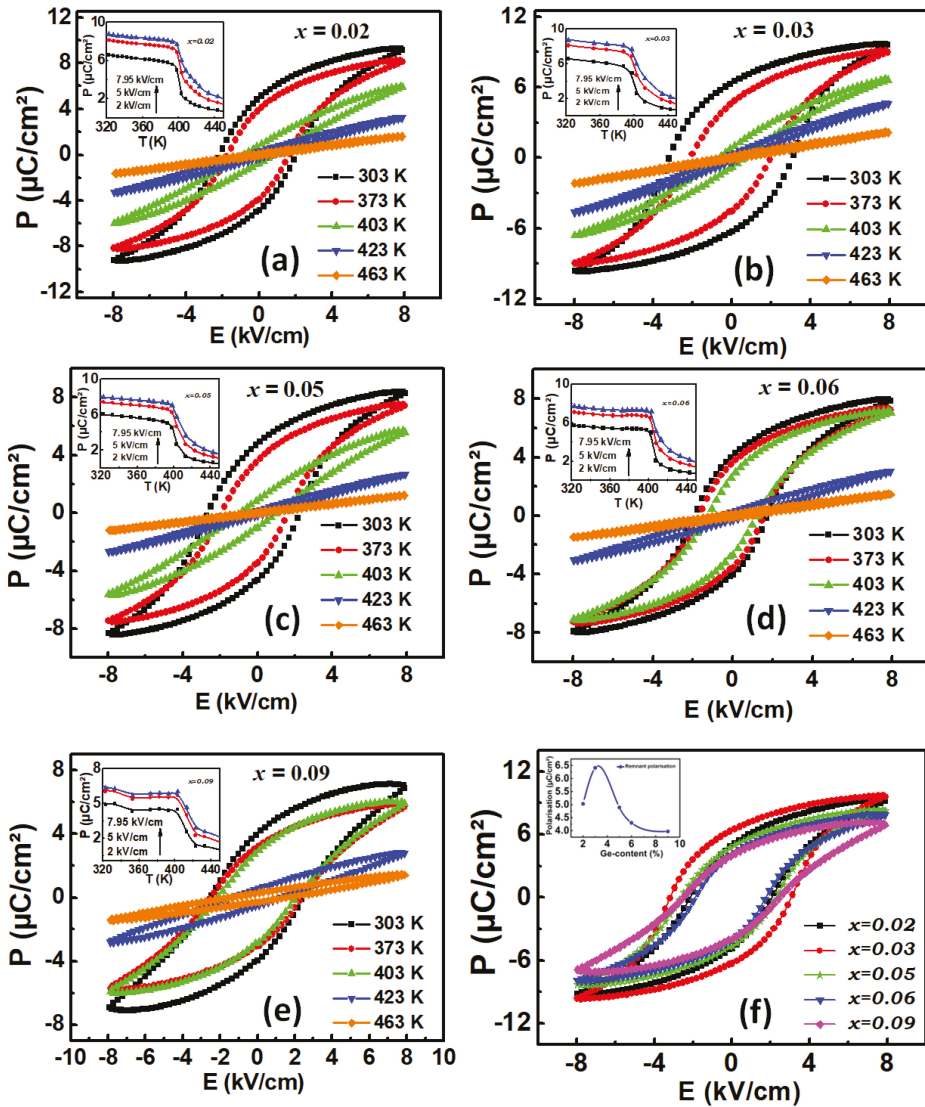 x = 0.02
P (μC/cm²)
12
8
4
0
-4
-8
-12
-8
-4
0
4
8
E (kV/cm)
303 K
373 K
403 K
423 K
463 K
(a)
P (μC/cm²)
10
6
2
x=0.02
7.95 kV/cm
5 kV/cm
2 kV/cm
320
360
400
440
T (K)
x = 0.03
P (μC/cm²)
12
6
0
-6
-12
-8
-4
0
4
8
E (kV/cm)
303 K
373 K
403 K
423 K
463 K
(b)
P (μC/cm²)
10
6
2
x=0.03
7.95 kV/cm
5 kV/cm
2 kV/cm
320
360
400
440
T (K)
x = 0.05
P (μC/cm²)
8
4
0
-4
-8
-8
-4
0
4
8
E (kV/cm)
303 K
373 K
403 K
423 K
463 K
(c)
P (μC/cm²)
10
6
2
x=0.05
7.95 kV/cm
5 kV/cm
2 kV/cm
320
360
400
440
T (K)
x = 0.06
P (μC/cm²)
8
4
0
-4
-8
-8
-4
0
4
8
E (kV/cm)
303 K
373 K
403 K
423 K
463 K
(d)
P (μC/cm²)
10
6
2
x=0.06
7.95 kV/cm
5 kV/cm
2 kV/cm
320
360
400
440
T (K)
x = 0.09
P (μC/cm²)
8
4
0
-4
-8
-10
-8
-6
-4
-2
0
2
4
6
8
10
E (kV/cm)
303 K
373 K
403 K
423 K
463 K
(e)
P (μC/cm²)
8
5
2
x=0.09
7.95 kV/cm
5 kV/cm
2 kV/cm
320
360
400
440
T (K)
P (μC/cm²)
12
9
6
3
0
-3
-6
-9
-12
-8
-4
0
4
8
E (kV/cm)
x=0.02
x=0.03
x=0.05
x=0.06
x=0.09
(f)
Polarisation (μC/cm²)
6.5
6.0
5.5
5.0
4.5
4.0
Remnant polarisation
2
4
6
8
10
Ge-content (%)